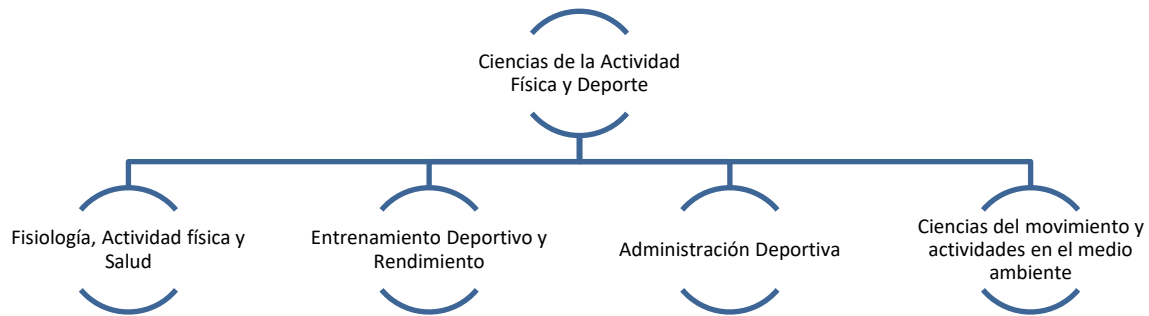 Ciencias de la Actividad
Física y Deporte
Fisiología, Actividad física y
Salud
Entrenamiento Deportivo y
Rendimiento
Administración Deportiva
Ciencias del movimiento y
actividades en el medio
ambiente